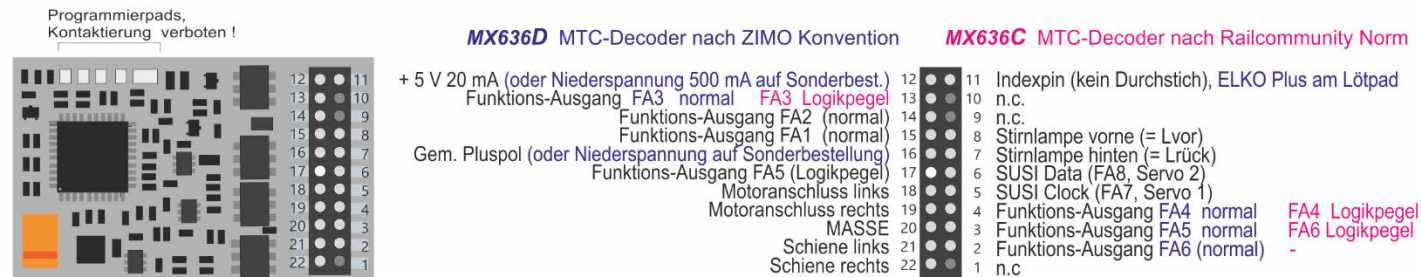 Programmierpads,
Kontaktierung verboten !
MX636D MTC-Decoder nach ZIMO Konvention MX636C MTC-Decoder nach Railcommunity Norm
12 11
13 10
14 9
15 8
16 7
17 6
18 5
19 4
20 3
21 2
22 1
+ 5 V 20 mA (oder Niederspannung 500 mA auf Sonderbest.) 12 11 Indexpin (kein Durchstich), ELKO Plus am Lötpad
Funktions-Ausgang FA3 normal FA3 Logikpegel 13 10 n.c.
Funktions-Ausgang FA2 (normal) 14 9 n.c.
Funktions-Ausgang FA1 (normal) 15 8 Stirnlampe vorne (= Lvor)
Gem. Pluspol (oder Niederspannung auf Sonderbestellung) 16 7 Stirnlampe hinten (= Lrück)
Funktions-Ausgang FA5 (Logikpegel) 17 6 SUSI Data (FA8, Servo 2)
Motoranschluss links 18 5 SUSI Clock (FA7, Servo 1)
Motoranschluss rechts 19 4 Funktions-Ausgang FA4 normal FA4 Logikpegel
MASSE 20 3 Funktions-Ausgang FA5 normal FA6 Logikpegel
Schiene links 21 2 Funktions-Ausgang FA6 (normal) -
Schiene rechts 22 1 n.c